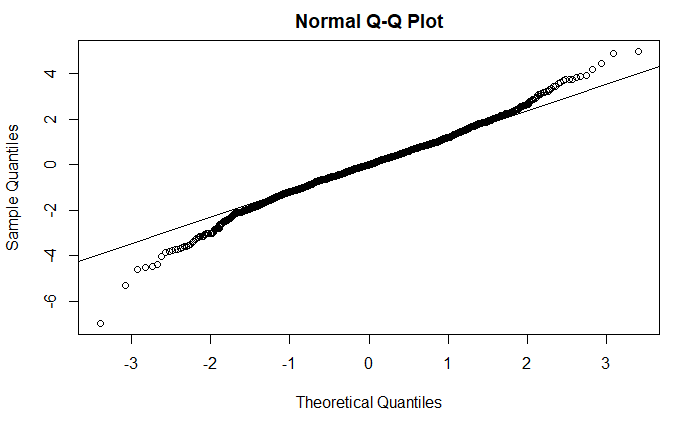 Normal Q-Q Plot
Sample Quantiles
4
2
0
-2
-4
-6
-3 -2 -1 0 1 2 3
Theoretical Quantiles